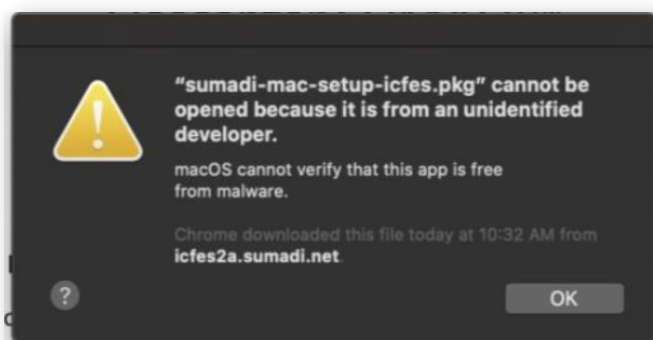 "sumadi-mac-setup-icfes.pkg" cannot be
opened because it is from an unidentified
developer.
macOS cannot verify that this app is free
from malware.
Chrome downloaded this file today at 10:32 AM from
icfes2a.sumadi.net.
?
OK